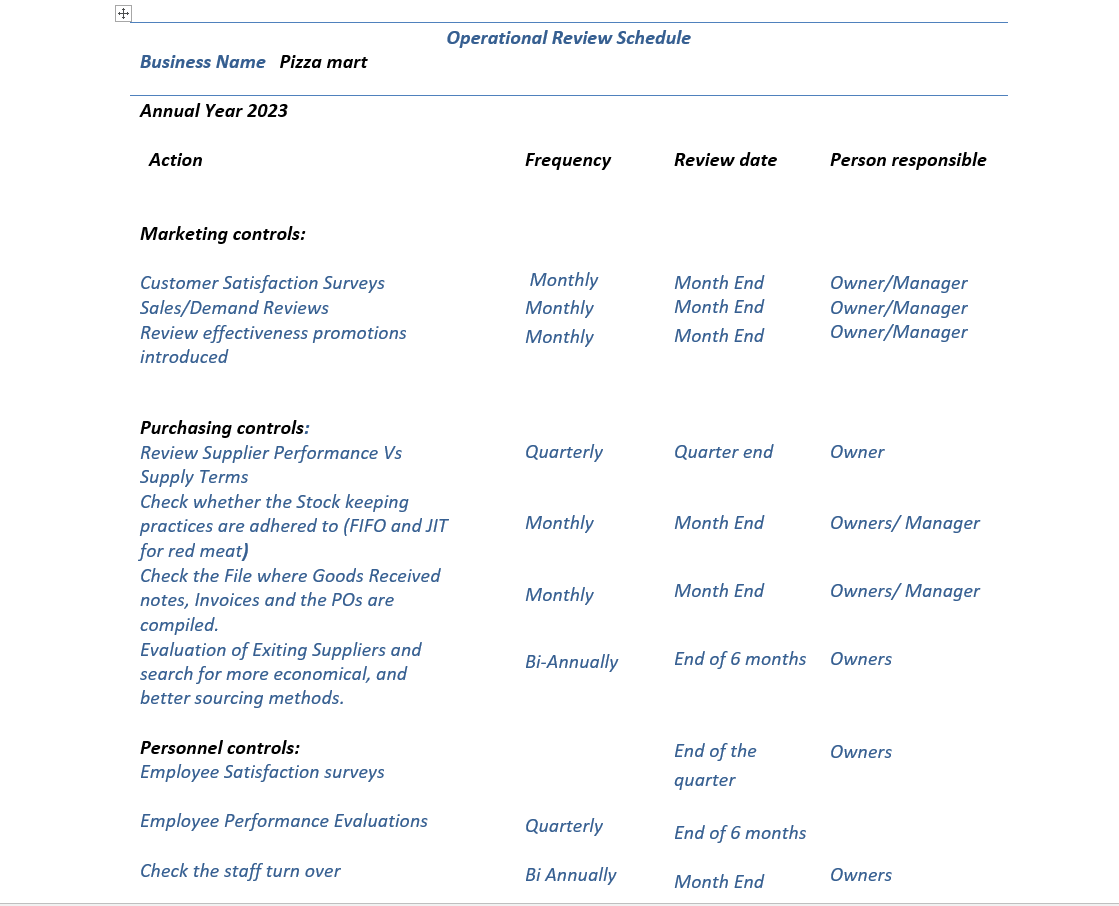 Operational Review Schedule
Business Name Pizza mart
Annual Year 2023
Action Frequency Review date Person responsible
Marketing controls:
Customer Satisfaction Surveys Monthly Month End Owner/Manager
Sales/Demand Reviews Monthly Month End Owner/Manager
Review effectiveness promotions Monthly Month End Owner/Manager
introduced
Purchasing controls:
Review Supplier Performance Vs Quarterly Quarter end Owner
Supply Terms
Check whether the Stock keeping
practices are adhered to (FIFO and JIT Monthly Month End Owners/ Manager
for red meat)
Check the File where Goods Received
notes, Invoices and the POs are Monthly Month End Owners/ Manager
compiled.
Evaluation of Exiting Suppliers and Bi-Annually End of 6 months Owners
search for more economical, and
better sourcing methods.
Personnel controls: End of the Owners
Employee Satisfaction surveys quarter
Employee Performance Evaluations Quarterly End of 6 months
Check the staff turn over Bi Annually Month End Owners